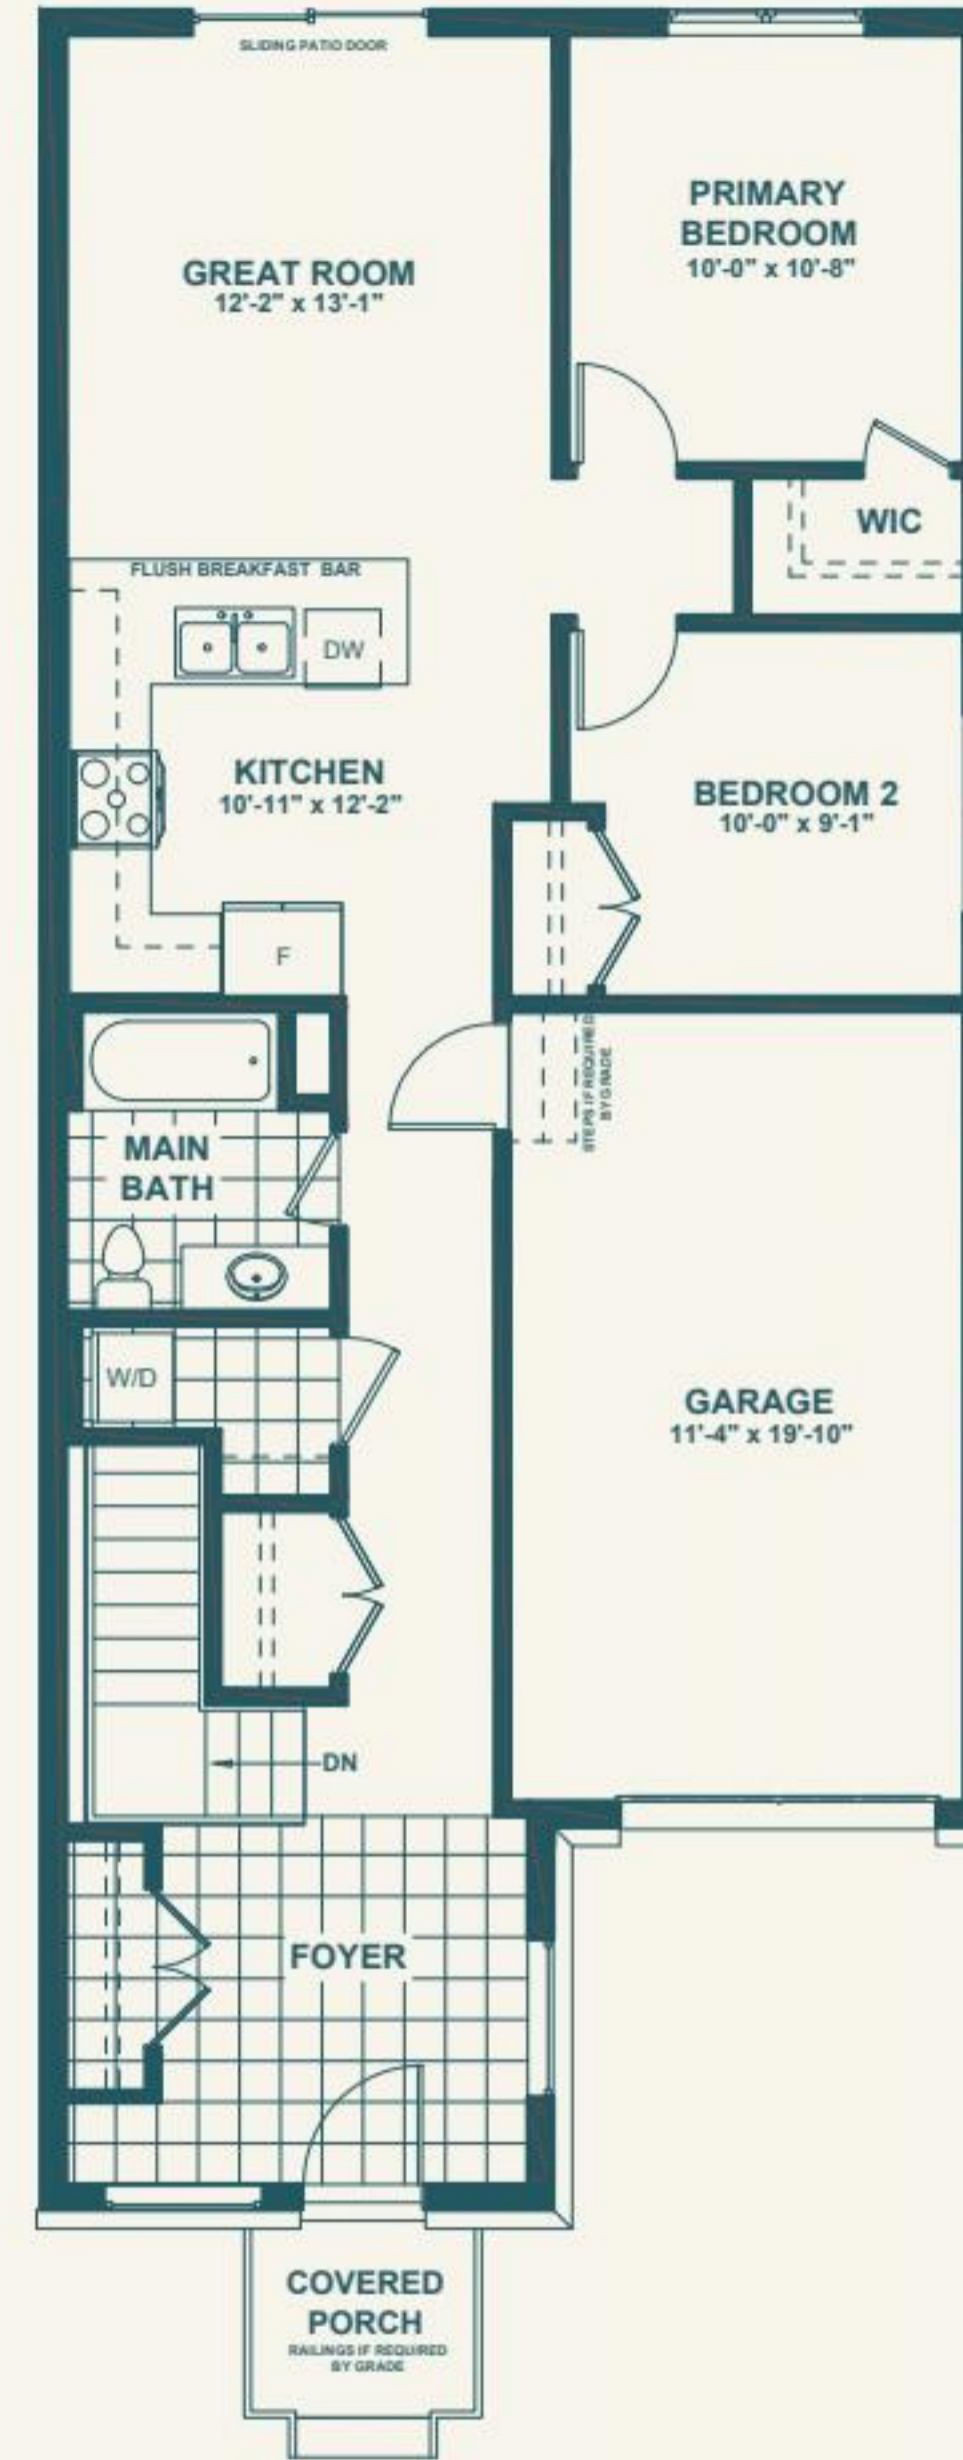 SLIDING PATIO DOOR
GREAT ROOM
12'-2" x 13'-1"
PRIMARY
BEDROOM
10'-0" x 10'-8"
WIC
FLUSH BREAKFAST BAR
DW
KITCHEN
10'-11" x 12'-2"
F
BEDROOM 2
10'-0" x 9'-1"
STEPS IF REQUIRED
BY GRADE
MAIN
BATH
W/D
GARAGE
11'-4" x 19'-10"
DN
FOYER
COVERED
PORCH
RAILINGS IF REQUIRED
BY GRADE